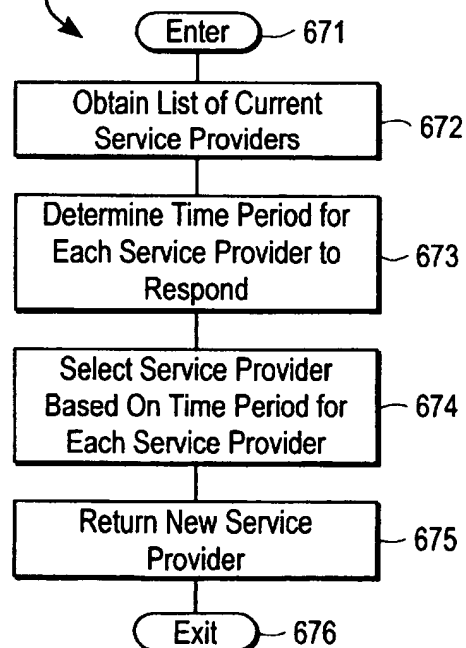 Enter
671
Obtain List of Current
Service Providers
672
Determine Time Period for
Each Service Provider to
Respond
673
Select Service Provider
Based On Time Period for
Each Service Provider
674
Return New Service
Provider
675
Exit
676